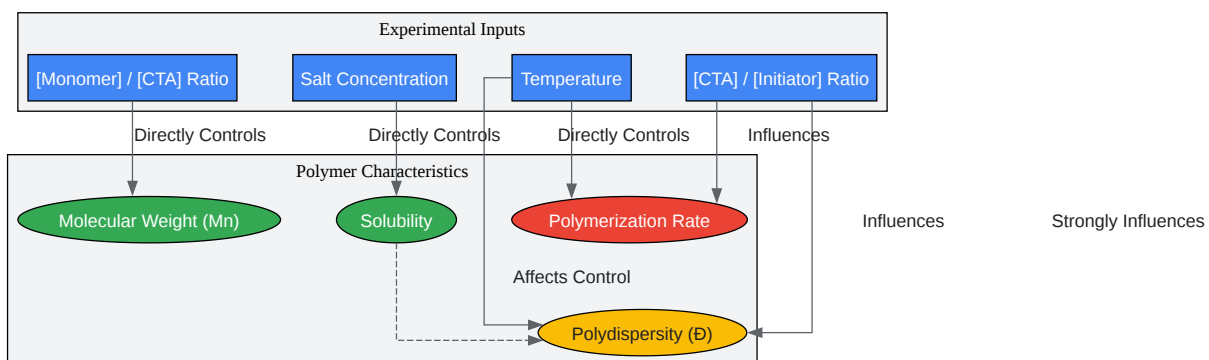 Experimental Inputs
[Monomer] / [CTA] Ratio
Salt Concentration
Temperature
[CTA] / [Initiator] Ratio
Directly Controls
Directly Controls
Directly Controls
Influences
Polymer Characteristics
Molecular Weight (Mn)
Solubility
Polymerization Rate
Influences
Strongly Influences
Affects Control
Polydispersity (Đ)